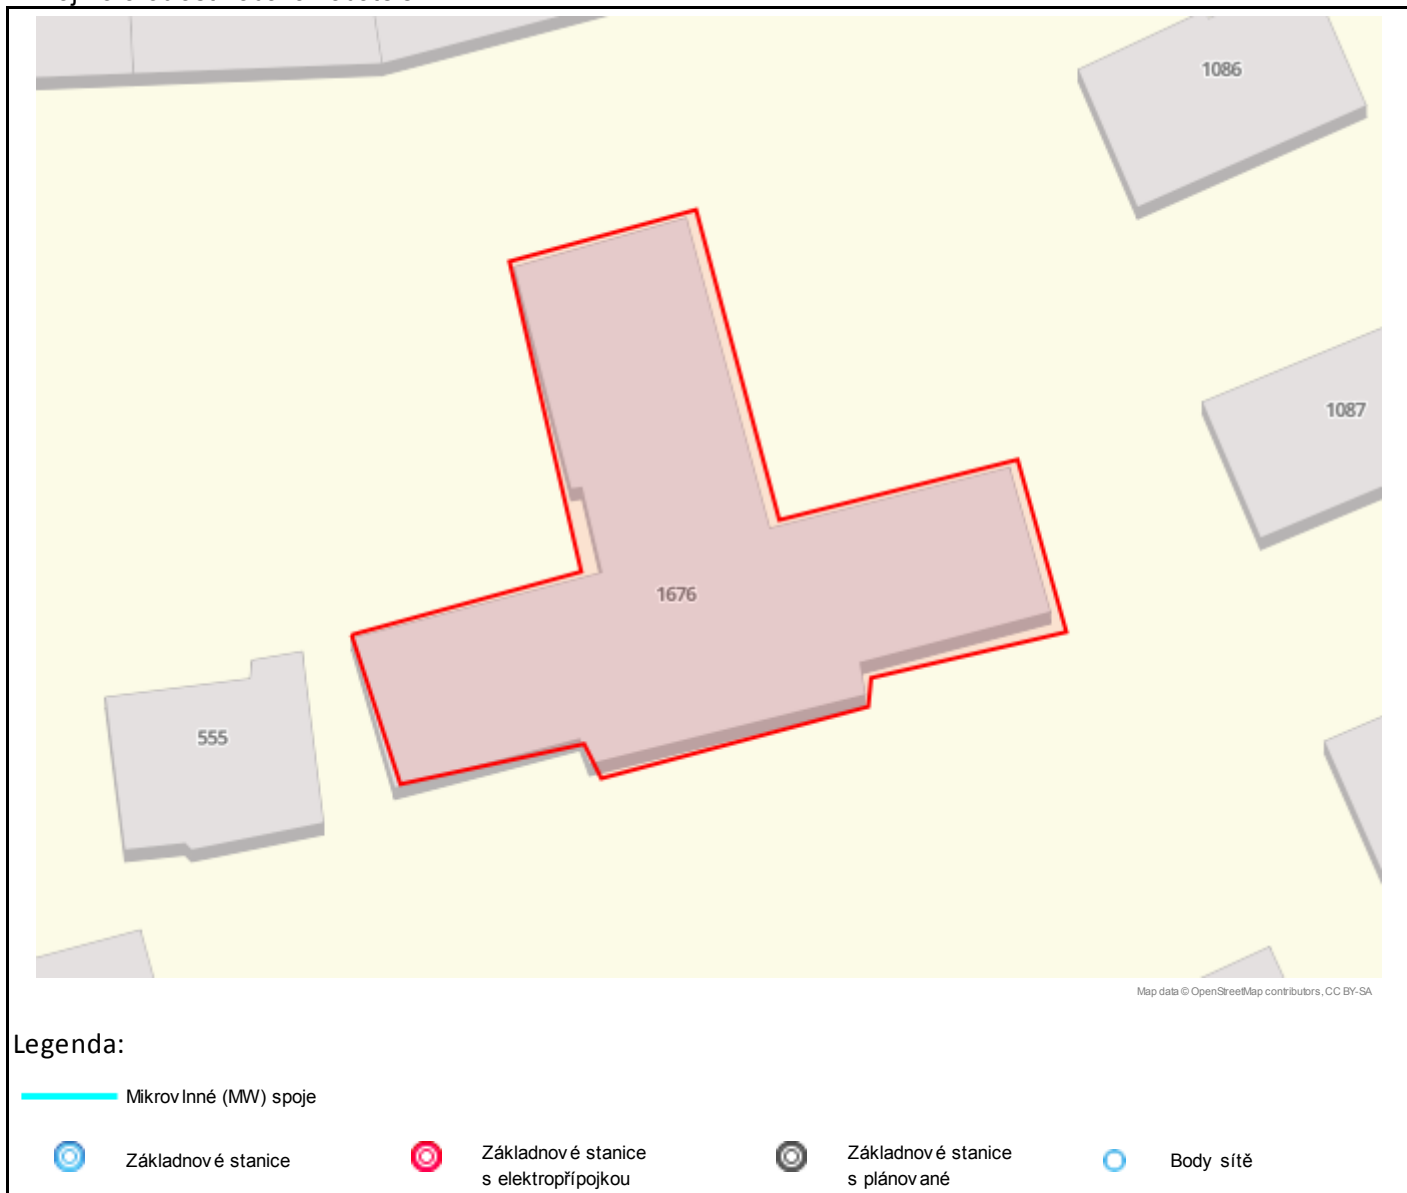 1086
1087
1676
555
Map data © OpenStreetMap contributors, CC BY-SA
Legenda:
Mikrovlnné (MW) spoje
Základnové stanice
Základnové stanice
s elektropřípojkou
Základnové stanice
s plánované
Body sítě